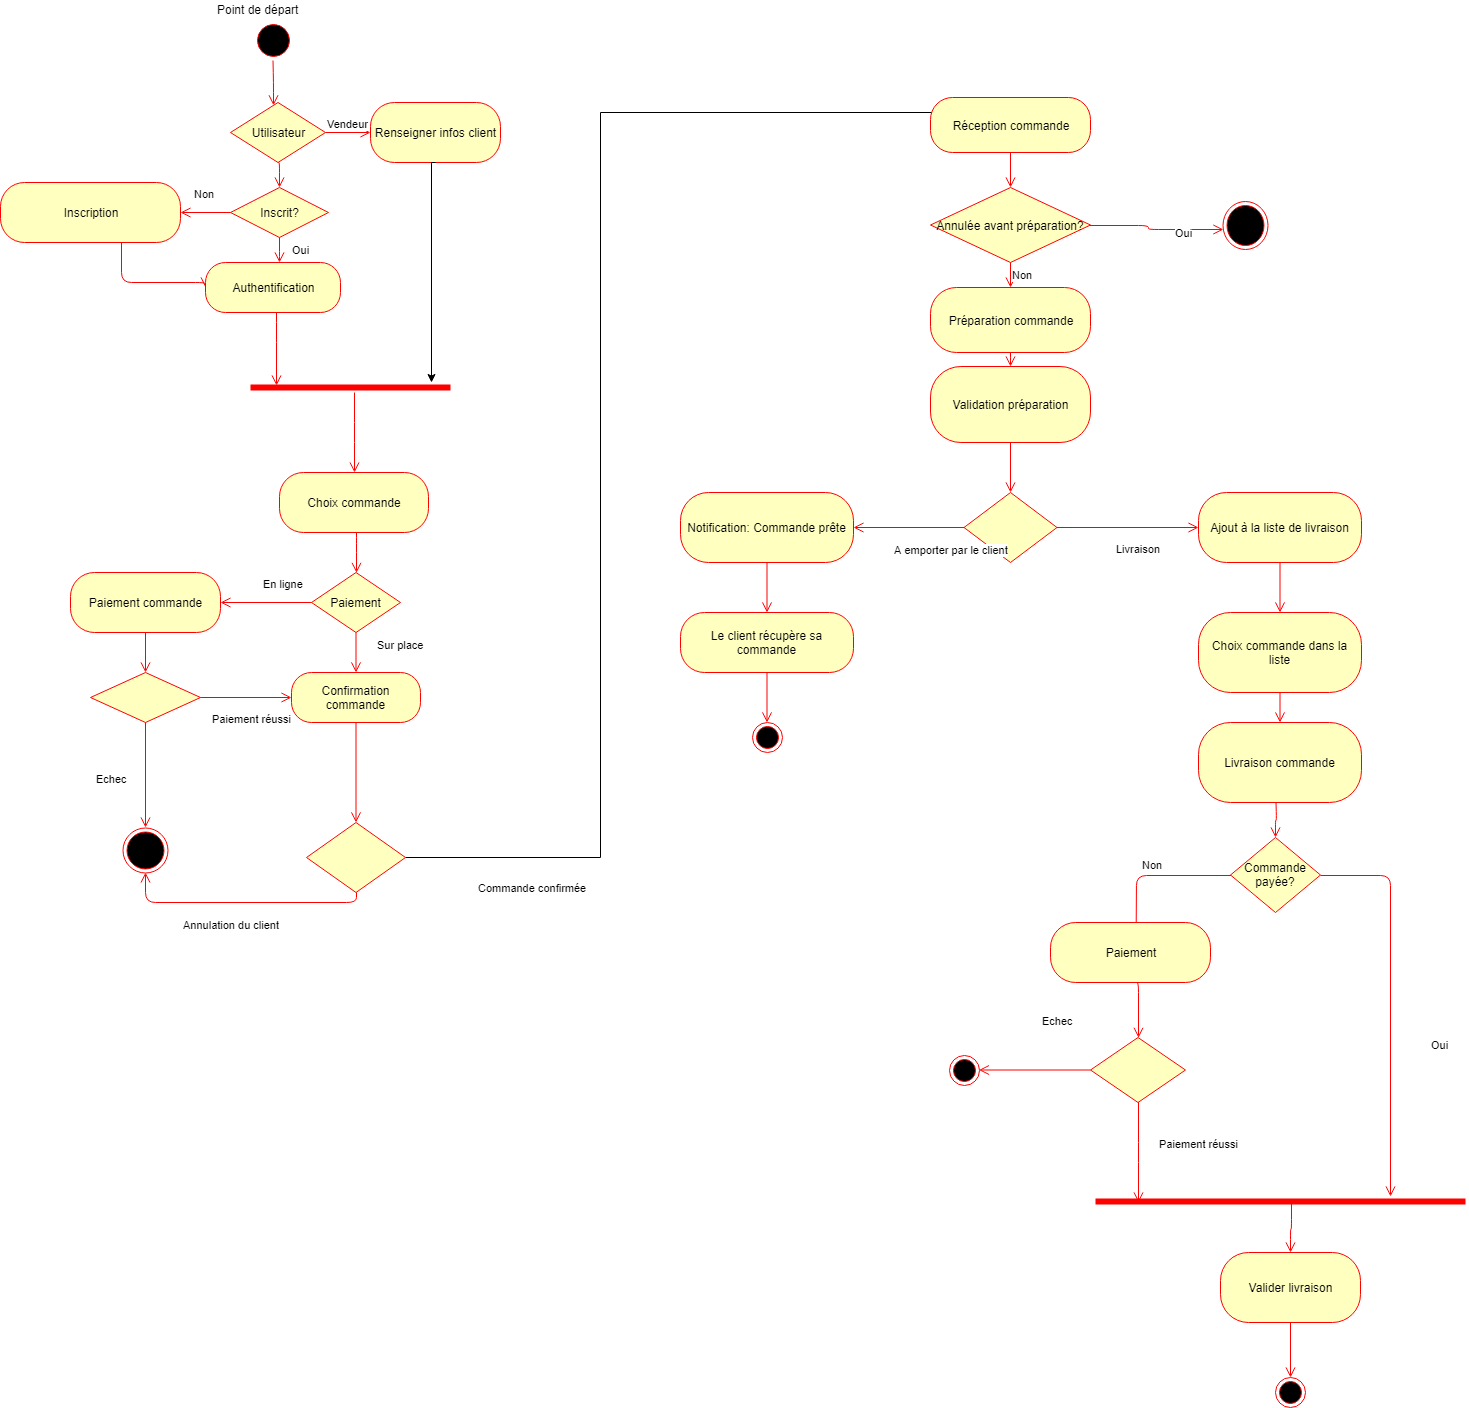 Point de départ
Utilisateur
Vendeur
Renseigner infos client
Non
Inscrit?
Inscription
Oui
Authentification
Choix commande
En ligne
Paiement commande
Paiement
Sur place
Confirmation
commande
Paiement réussi
Echec
Commande confirmée
Annulation du client
Réception commande
Annulée avant préparation?
Oui
Non
Préparation commande
Validation préparation
Notification: Commande prête
A emporter par le client
Livraison
Ajout à la liste de livraison
Le client récupère sa
commande
Choix commande dans la
liste
Livraison commande
Non
Commande
payée?
Paiement
Echec
Oui
Paiement réussi
Valider livraison